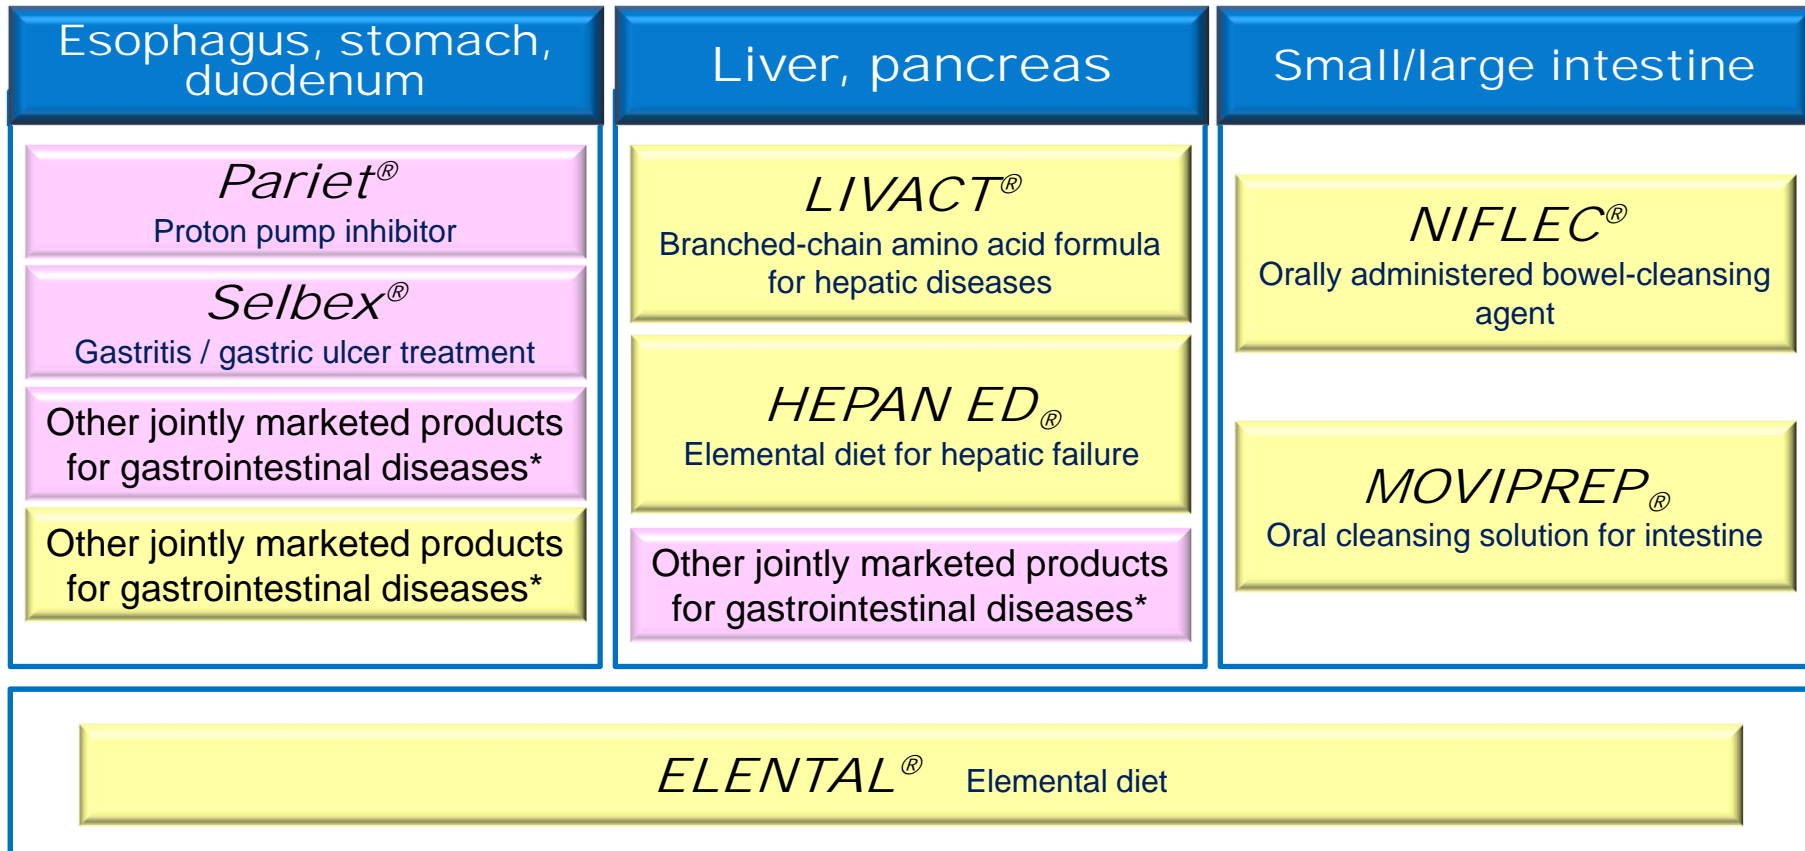 Esophagus, stomach,
duodenum
Pariet®
Proton pump inhibitor
Selbex®
Gastritis / gastric ulcer treatment
Other jointly marketed products
for gastrointestinal diseases*
Other jointly marketed products
for gastrointestinal diseases*
Liver, pancreas
LIVACT®
Branched-chain amino acid formula
for hepatic diseases
HEPAN ED®
Elemental diet for hepatic failure
Other jointly marketed products
for gastrointestinal diseases*
Small/large intestine
NIFLEC®
Orally administered bowel-cleansing
agent
MOVIPREP®
Oral cleansing solution for intestine
ELENTAL® Elemental diet